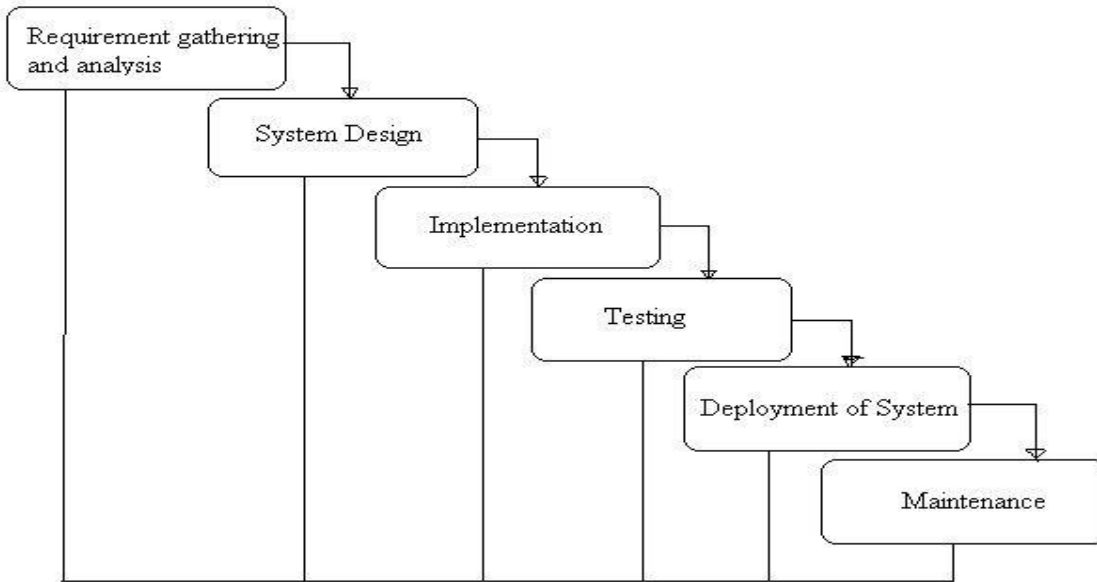 Requirement gathering
and analysis
System Design
Implementation
Testing
Deployment of System
Maintenance